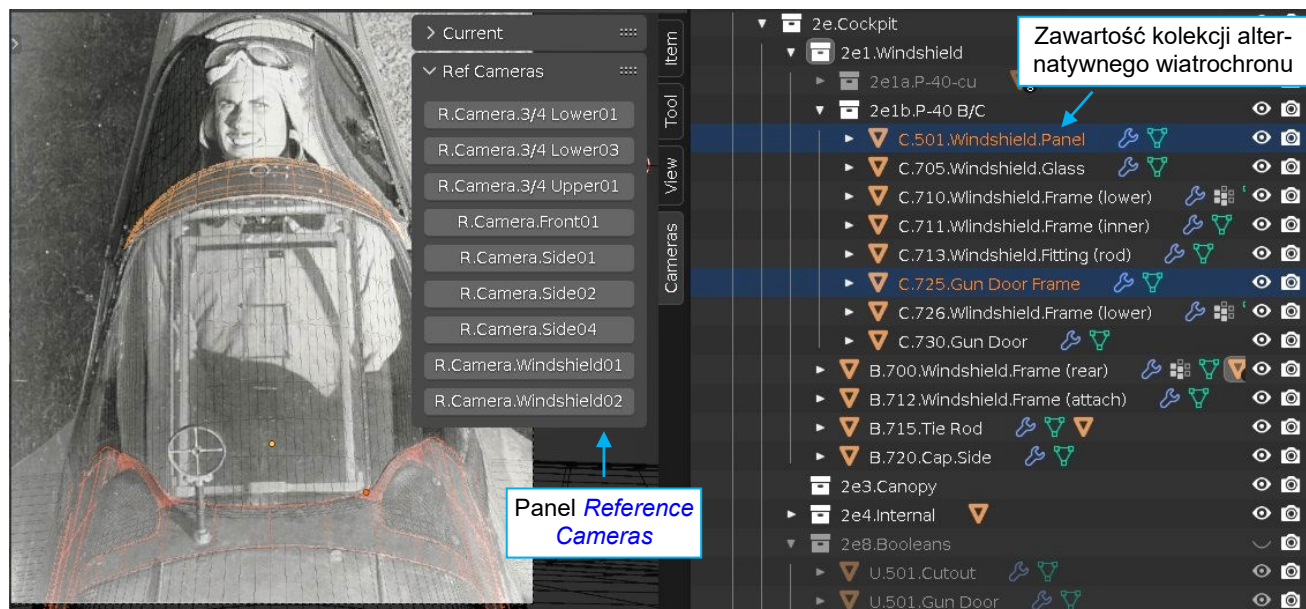 Current
Ref Cameras
R.Camera.3/4 Lower01
R.Camera.3/4 Lower03
R.Camera.3/4 Upper01
R.Camera.Front01
R.Camera.Side01
R.Camera.Side02
R.Camera.Side04
R.Camera.Windshield01
R.Camera.Windshield02
Item
Tool
View
Cameras
Panel Reference
Cameras
Zawartość kolekcji alter-
natywnego wiatrochronu
2e.Cockpit
2e1.Windshield
2e1a.P-40-cu
2e1b.P-40 B/C
C.501.Windshield.Panel
C.705.Windshield.Glass
C.710.WIindshield.Frame (lower)
C.711.WIindshield.Frame (inner)
C.713.Windshield.Fitting (rod)
C.725.Gun Door Frame
C.726.WIindshield.Frame (lower)
C.730.Gun Door
B.700.Windshield.Frame (rear)
B.712.Windshield.Frame (attach)
B.715.Tie Rod
B.720.Cap.Side
2e3.Canopy
2e4.Internal
2e8.Booleans
U.501.Cutout
U.501.Gun Door